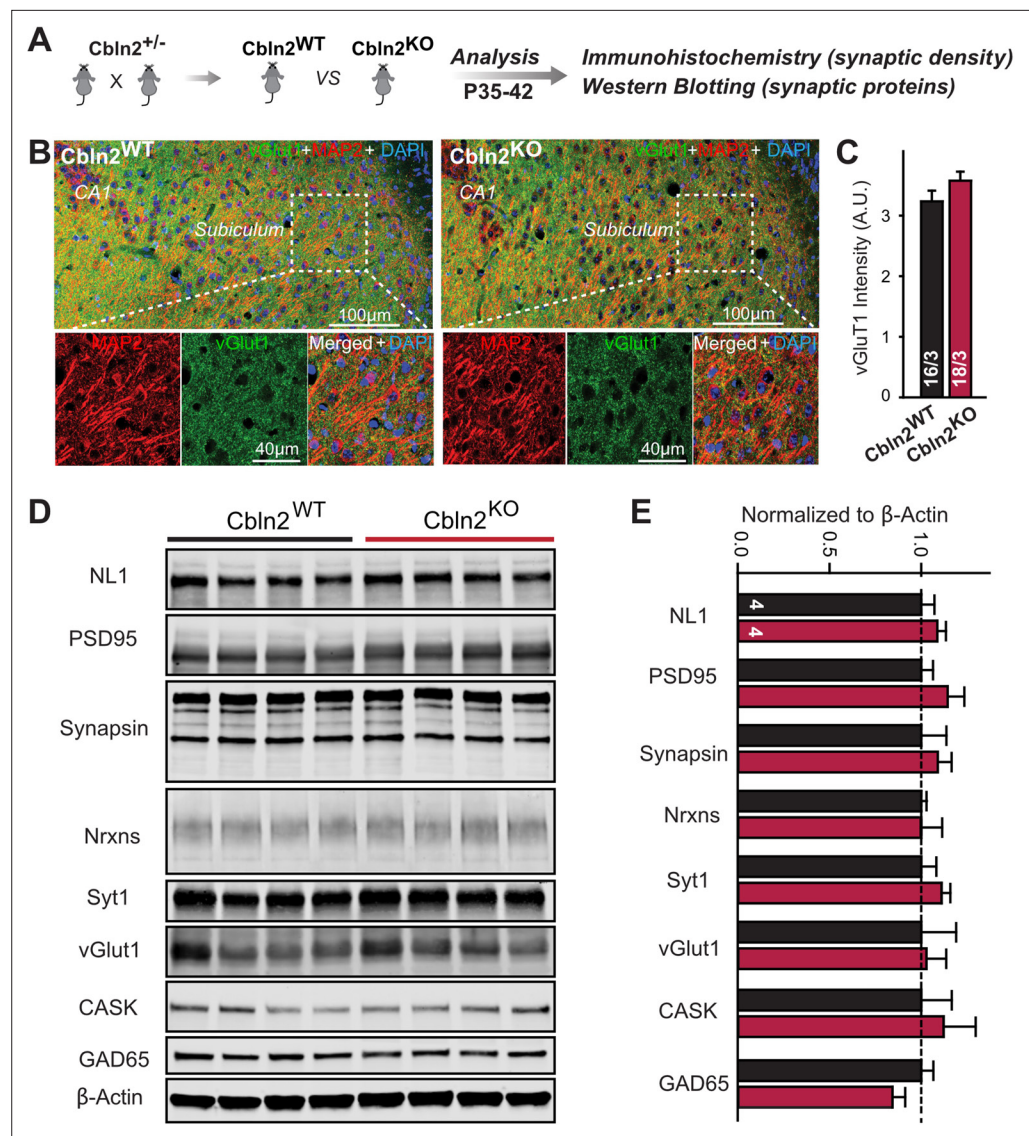 A
Cbln2+/-
X
Cbln2WT
VS
Cbln2KO
Analysis
P35-42
Immunohistochemistry (synaptic density)
Western Blotting (synaptic proteins)
B
Cbln2WT
vGlut1+MAP2+ DAPI
CA1
Subiculum
100μm
MAP2
vGlut1
Merged+DAPI
40μm
Cbln2KO
vGlut1+MAP2+ DAPI
CA1
Subiculum
100μm
MAP2
vGlut1
Merged+DAPI
40μm
C
vGluT1 Intensity (A.U.)
3
2
1
0
16/3
18/3
Cbln2WT
Cbln2KO
D
Cbln2WT
Cbln2KO
NL1
PSD95
Synapsin
Nrxns
Syt1
vGlut1
CASK
GAD65
β-Actin
E
Normalized to β-Actin
0.0
0.5
1.0
NL1
4
4
PSD95
Synapsin
Nrxns
Syt1
vGlut1
CASK
GAD65